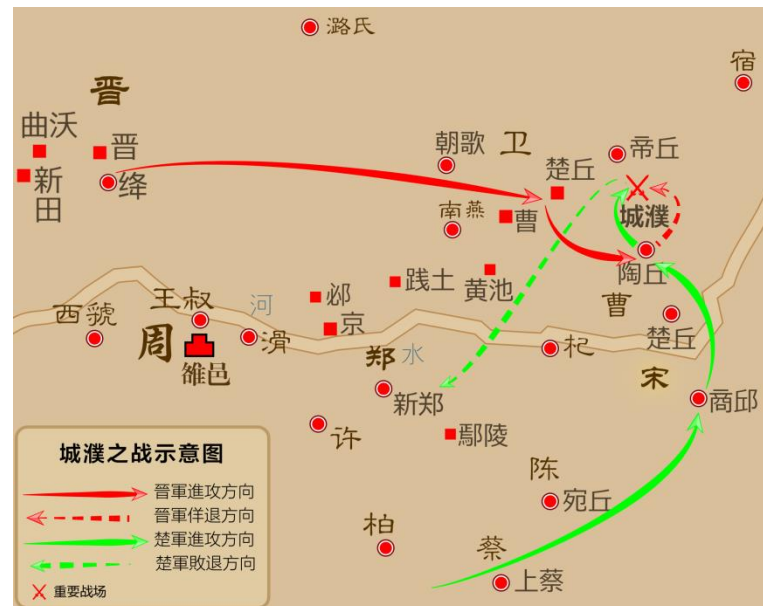 潞氏
宿
晋
曲沃
晋
新田
绛
朝歌
卫
帝丘
楚丘
城濮
南燕
曹
陶丘
践土
黄池
邲
京
曹
楚丘
河
王叔
西虢
周
雒邑
滑
郑
水
杞
宋
新郑
商邱
许
鄢陵
陈
宛丘
柏
蔡
上蔡
城濮之战示意图
晉軍進攻方向
晉軍佯退方向
楚軍進攻方向
楚軍敗退方向
重要战场